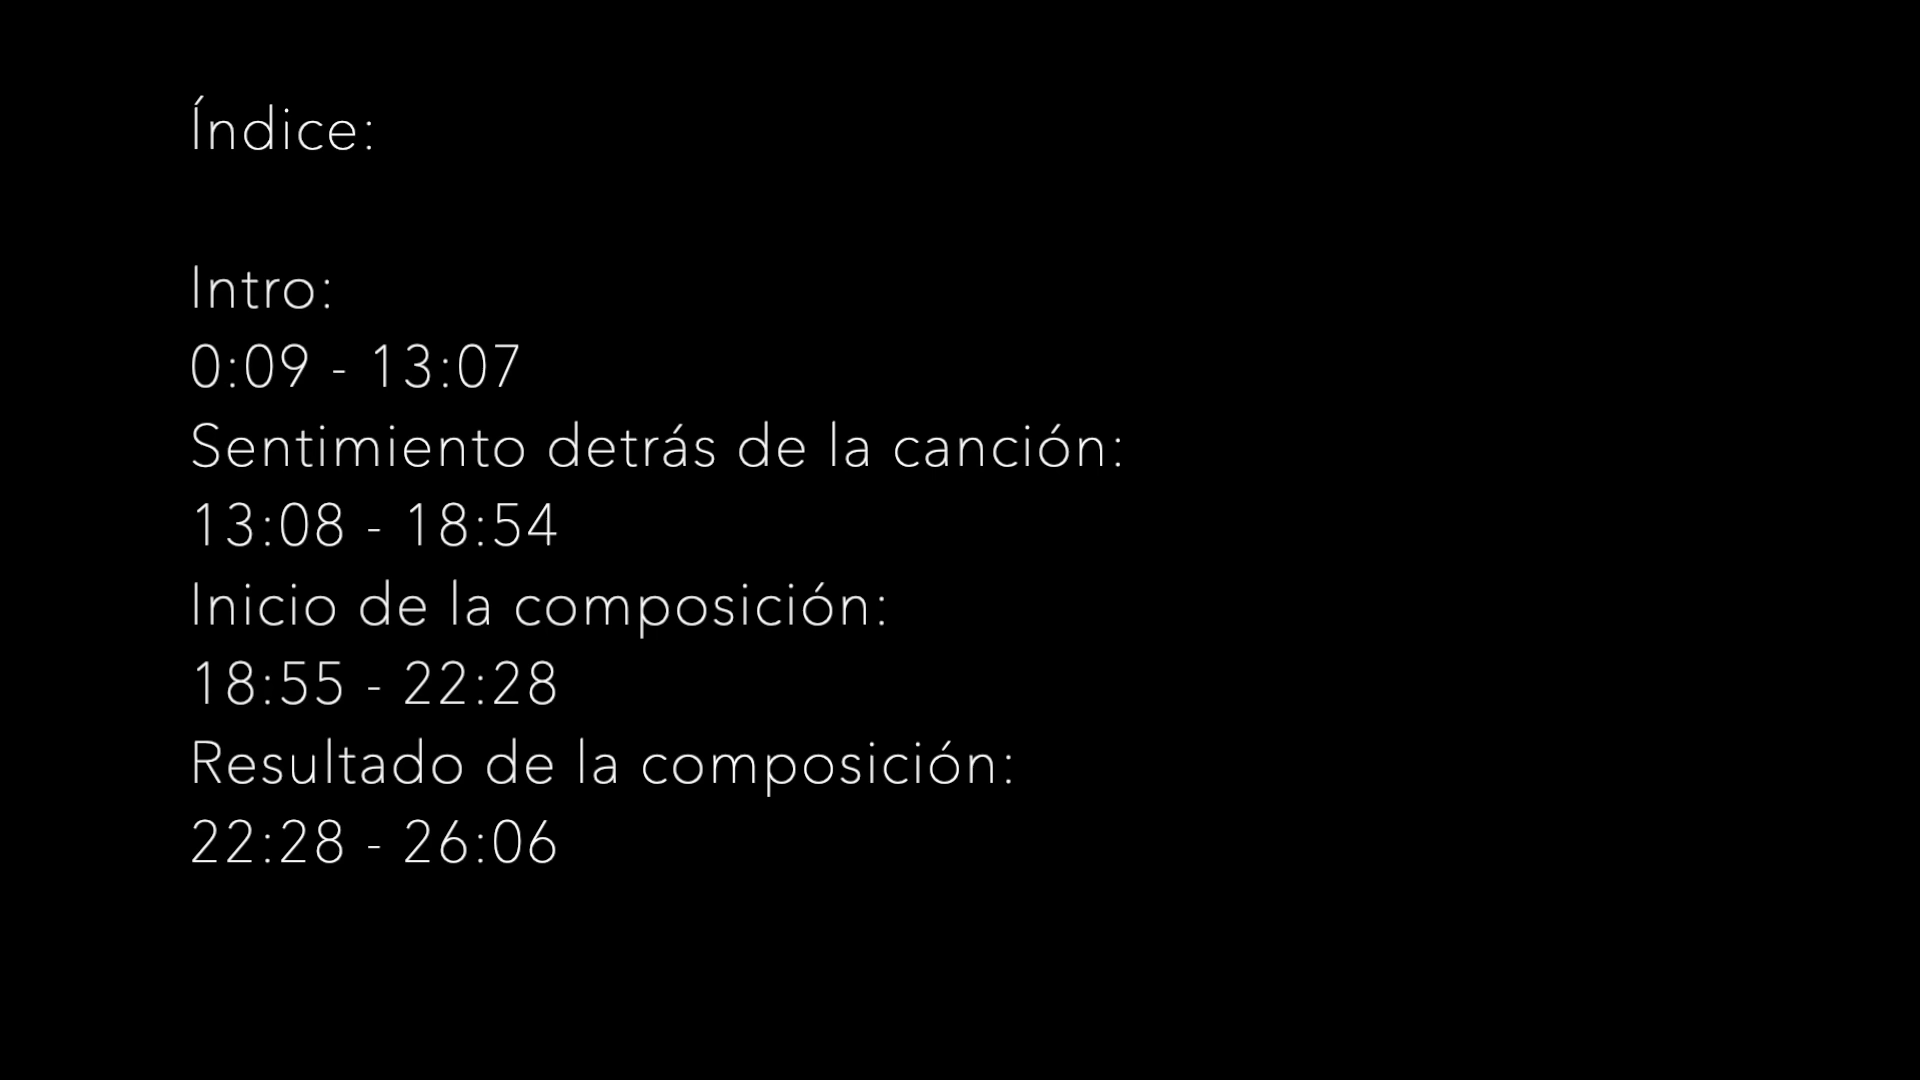 Índice:
Intro:
0:09 - 13:07
Sentimiento detrás de la canción:
13:08 - 18:54
Inicio de la composición:
18:55 - 22:28
Resultado de la composición:
22:28 - 26:06